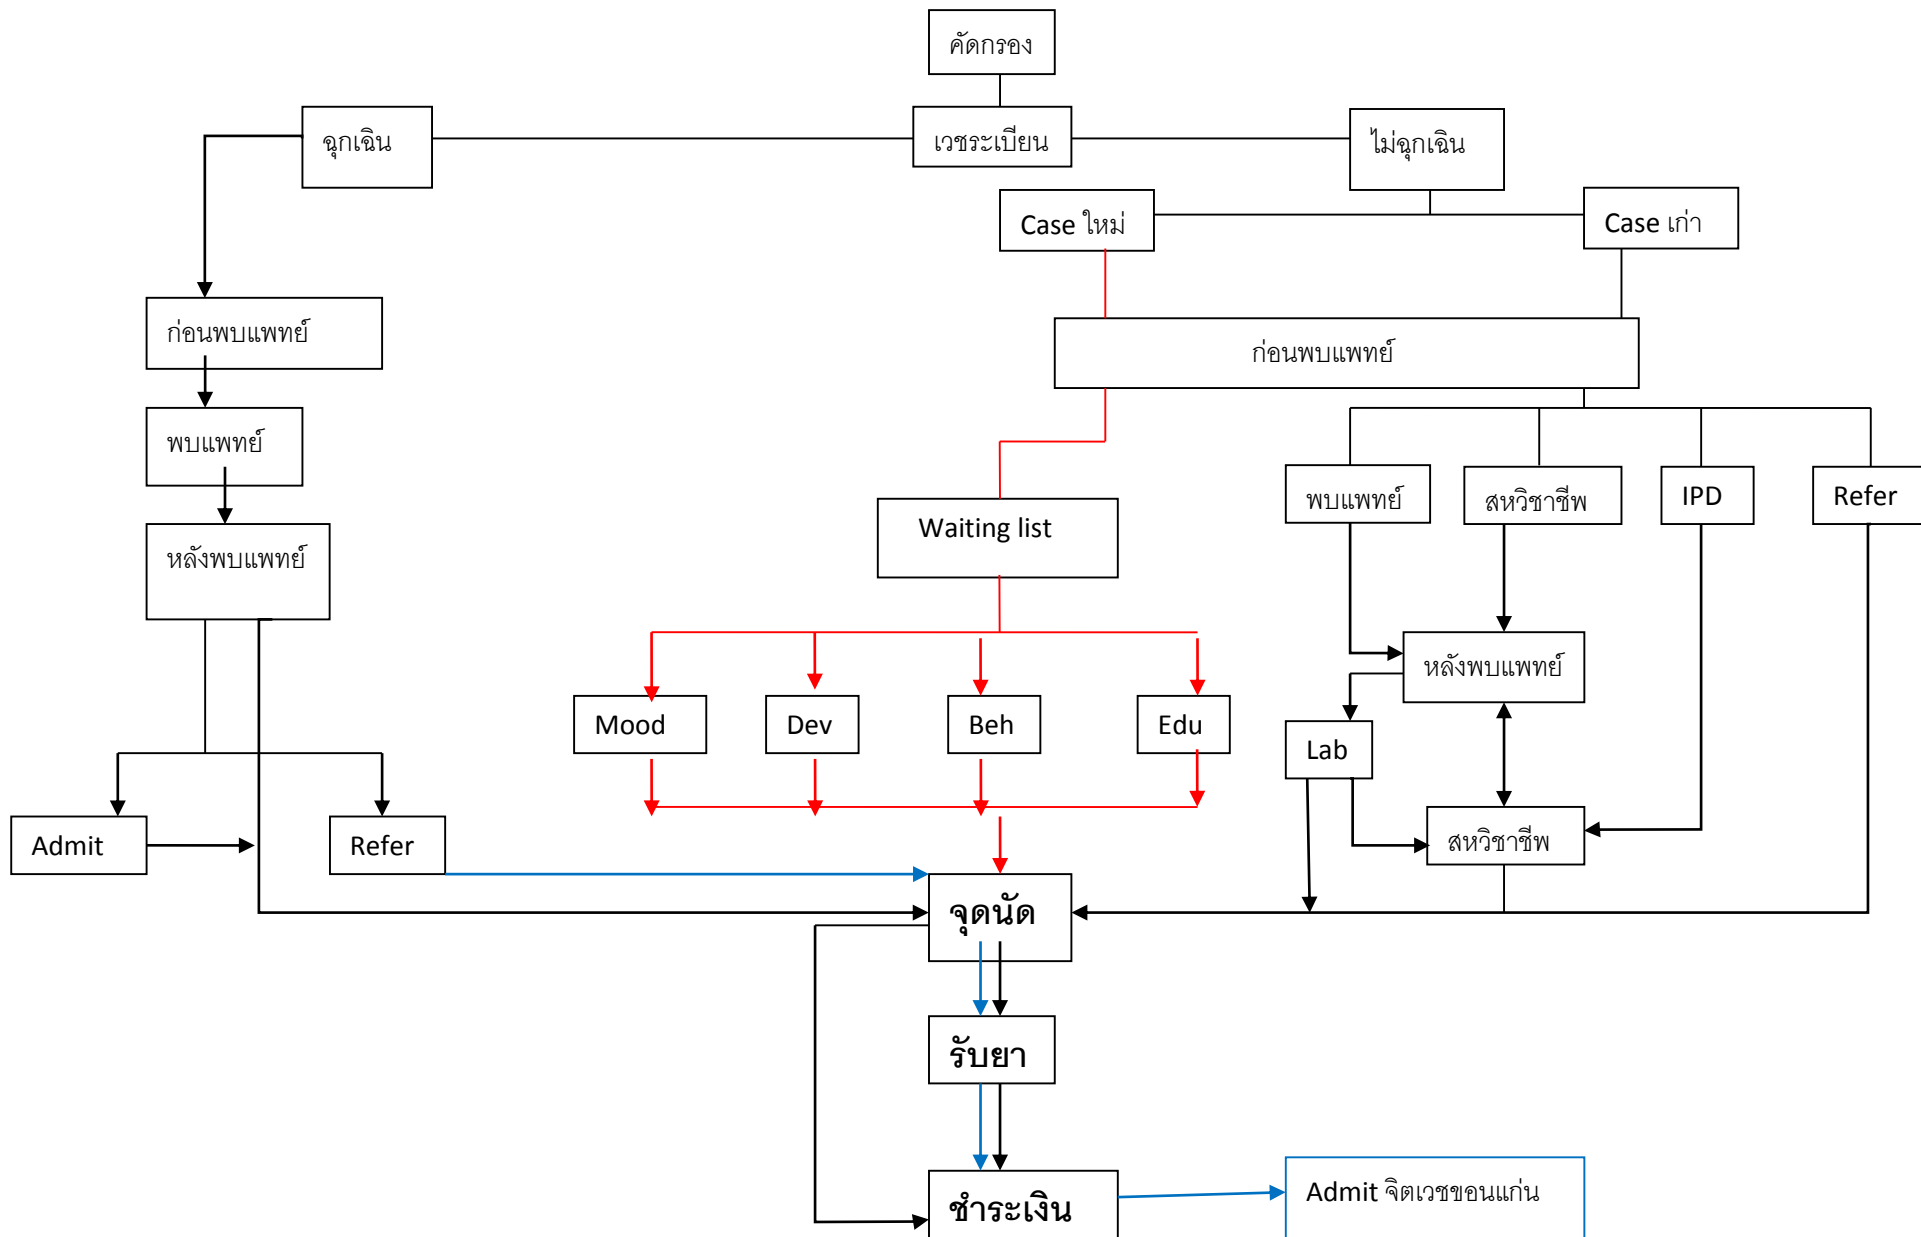 คัดกรอง
ฉุกเฉิน
เวชระเบียน
ไม่ฉุกเฉิน
Case ใหม่
Case เก่า
ก่อนพบแพทย์
ก่อนพบแพทย์
พบแพทย์
พบแพทย์
สหวิชาชีพ
IPD
Refer
Waiting list
หลังพบแพทย์
หลังพบแพทย์
Mood
Dev
Beh
Edu
Lab
Admit
Refer
สหวิชาชีพ
จุดนัด
รับยา
ชำระเงิน
Admit จิตเวชขอนแก่น